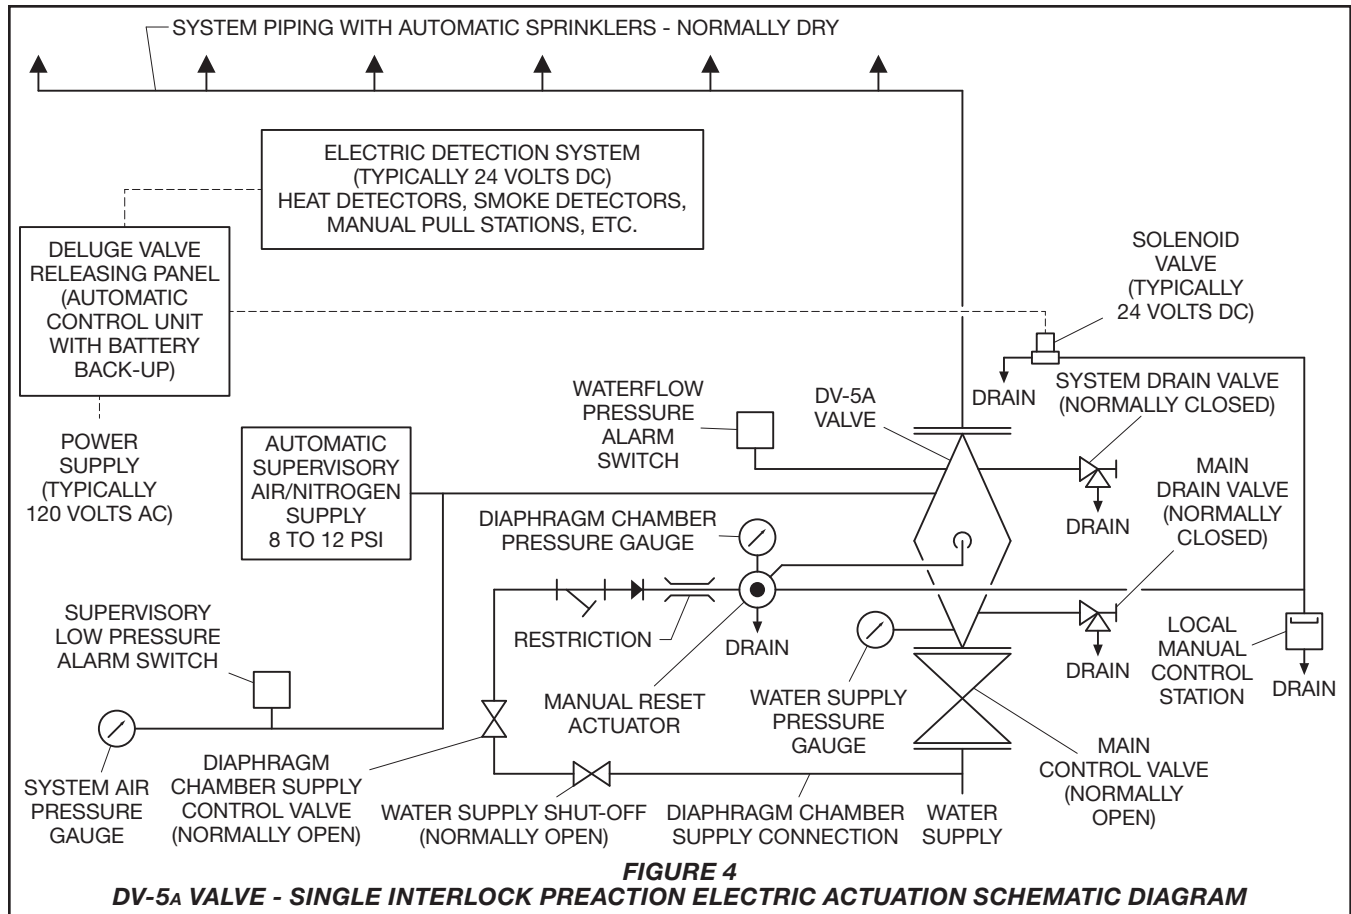 SYSTEM PIPING WITH AUTOMATIC SPRINKLERS - NORMALLY DRY
ELECTRIC DETECTION SYSTEM
(TYPICALLY 24 VOLTS DC)
HEAT DETECTORS, SMOKE DETECTORS,
MANUAL PULL STATIONS, ETC.
DELUGE VALVE
RELEASING PANEL
(AUTOMATIC
CONTROL UNIT
WITH BATTERY
BACK-UP)
SOLENOID
VALVE
(TYPICALLY
24 VOLTS DC)
DRAIN
SYSTEM DRAIN VALVE
(NORMALLY CLOSED)
WATERFLOW
PRESSURE
ALARM
SWITCH
DV-5A
VALVE
POWER
SUPPLY
(TYPICALLY
120 VOLTS AC)
AUTOMATIC
SUPERVISORY
AIR/NITROGEN
SUPPLY
8 TO 12 PSI
DIAPHRAGM CHAMBER
PRESSURE GAUGE
DRAIN
MAIN
DRAIN VALVE
(NORMALLY
CLOSED)
SUPERVISORY
LOW PRESSURE
ALARM SWITCH
RESTRICTION
DRAIN
DRAIN
LOCAL
MANUAL
CONTROL
STATION
DRAIN
MANUAL RESET
ACTUATOR
WATER SUPPLY
PRESSURE
GAUGE
SYSTEM AIR
PRESSURE
GAUGE
DIAPHRAGM
CHAMBER SUPPLY
CONTROL VALVE
(NORMALLY OPEN)
WATER SUPPLY SHUT-OFF
(NORMALLY OPEN)
DIAPHRAGM CHAMBER
SUPPLY CONNECTION
WATER
SUPPLY
MAIN
CONTROL VALVE
(NORMALLY
OPEN)
FIGURE 4
DV-5A VALVE - SINGLE INTERLOCK PREACTION ELECTRIC ACTUATION SCHEMATIC DIAGRAM